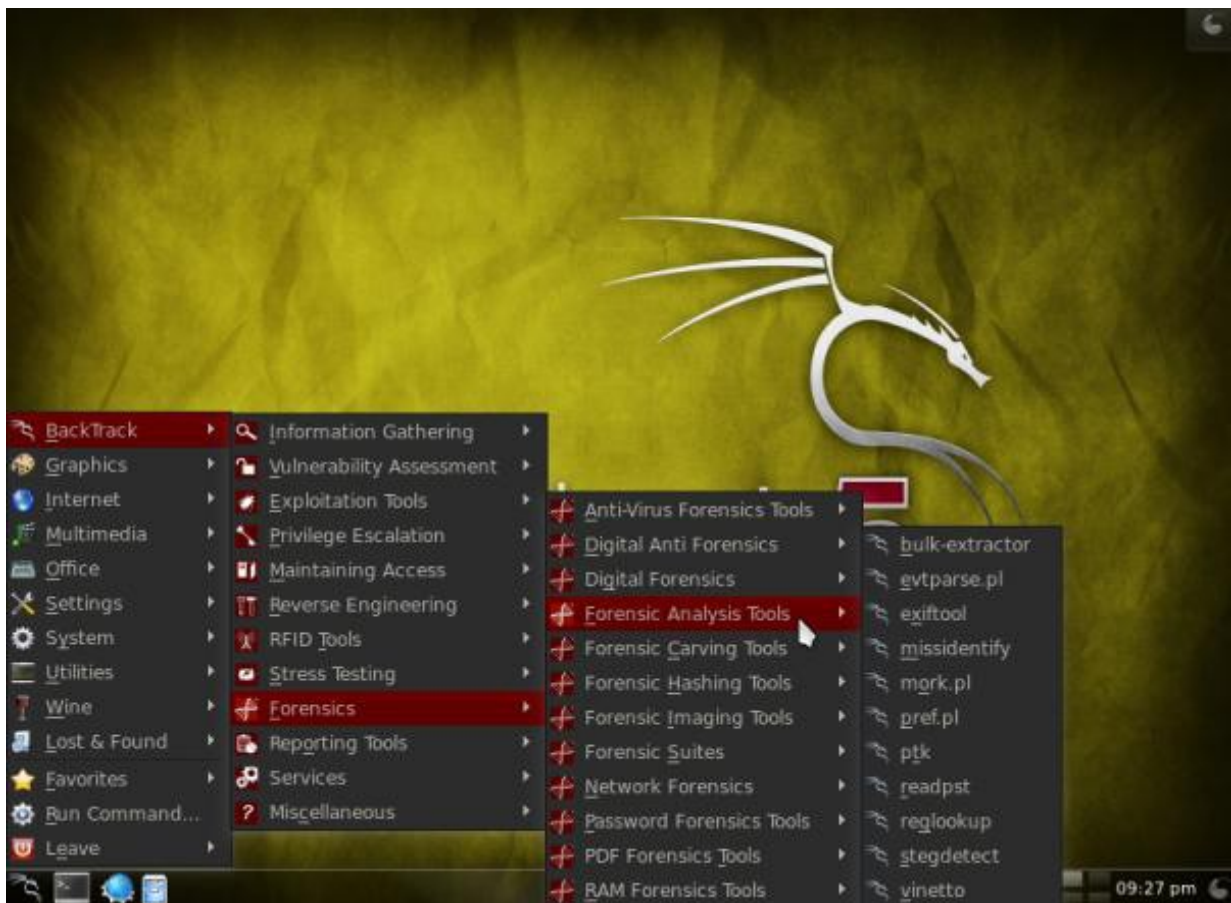 BackTrack
Graphics
Internet
Multimedia
Office
Settings
System
Utilities
Wine
Lost & Found
Favorites
Run Command...
Leave
Information Gathering
Vulnerability Assessment
Exploitation Tools
Privilege Escalation
Maintaining Access
Reverse Engineering
RFID Tools
Stress Testing
Forensics
Reporting Tools
Services
Miscellaneous
Anti-Virus Forensics Tools
Digital Anti Forensics
Digital Forensics
Forensic Analysis Tools
Forensic Carving Tools
Forensic Hashing Tools
Forensic Imaging Tools
Forensic Suites
Network Forensics
Password Forensics Tools
PDF Forensics Tools
RAM Forensics Tools
bulk-extractor
evtparse.pl
exiftool
missidentify
mork.pl
pref.pl
ptk
readpst
reglookup
stegdetect
vinetto
09:27 pm